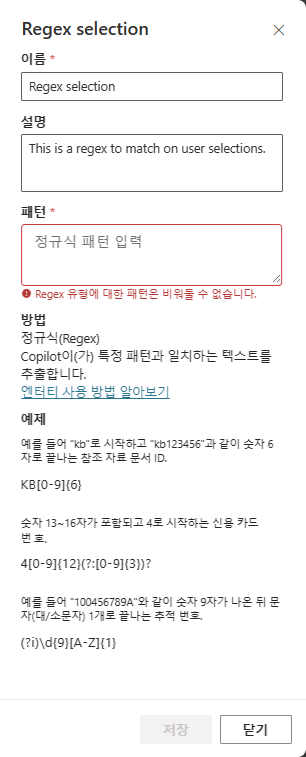 Regex selection
이름 *
Regex selection
설명
This is a regex to match on user selections.
패턴 *
정규식 패턴 입력
Regex 유형에 대한 패턴은 비워둘 수 없습니다.
방법
정규식(Regex)
Copilot이(가) 특정 패턴과 일치하는 텍스트를
추출합니다.
엔터티 사용 방법 알아보기
예제
예를 들어 "kb"로 시작하고 "kb123456"과 같이 숫자 6
자로 끝나는 참조 자료 문서 ID.
KB[0-9]{6}
숫자 13~16자가 포함되고 4로 시작하는 신용 카드
번 호.
4[0-9]{12}(?:[0-9]{3})?
예를 들어 "100456789A"와 같이 숫자 9자가 나온 뒤 문
자(대/소문자) 1개로 끝나는 추적 번호.
(?i)\d{9}[A-Z]{1}
저장
닫기